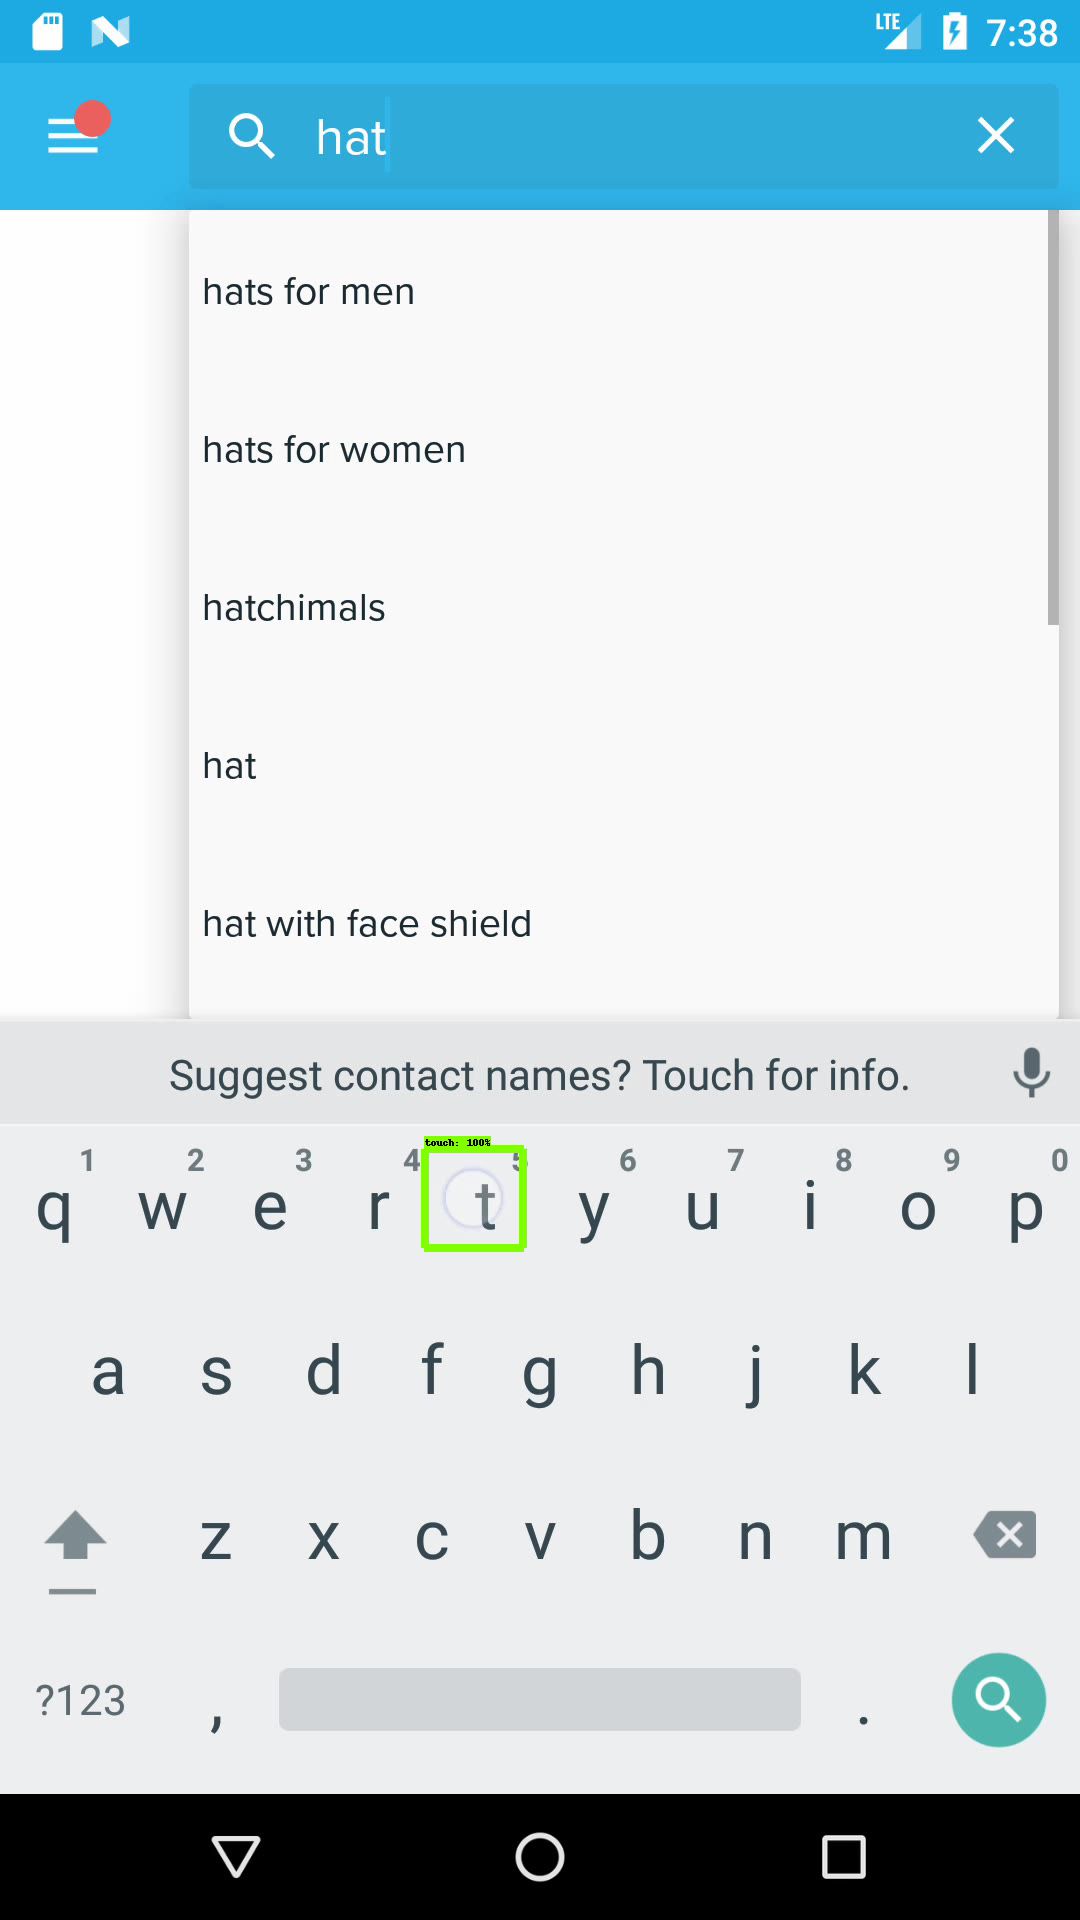 LTE 7:38
hat
hats for men
hats for women
hatchimals
hat
hat with face shield
Suggest contact names? Touch for info.
touch: 100%
1 2 3 4 5 6 7 8 9 0
q w e r t y u i o p
a s d f g h j k l
z x c v b n m
?123 , .